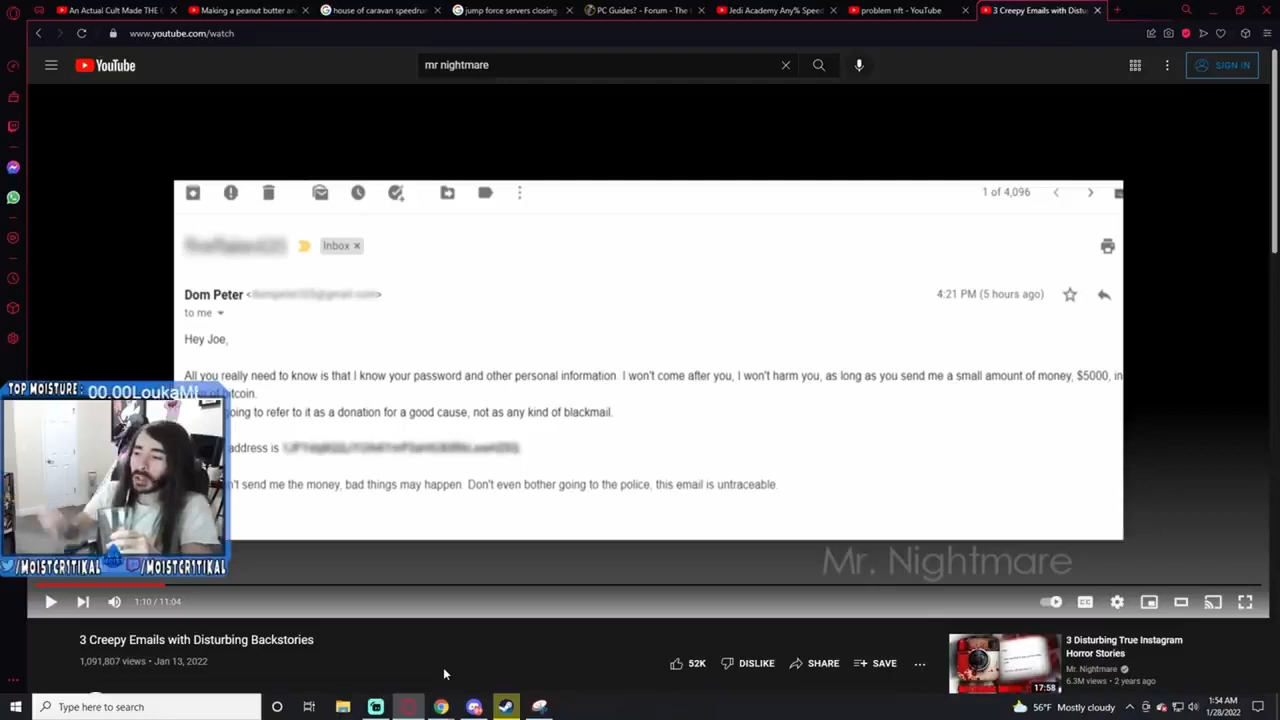 An Actual Cult Made THE
Making a peanut butter an
house of caravan speedrun
jump force servers closing
PC Guides? - Forum - The
Jedi Academy Any% Speed
problem nft - YouTube
3 Creepy Emails with Distu
www.youtube.com/watch
YouTube
mr nightmare
SIGN IN
1 of 4,096
Inbox ×
Dom Peter
4:21 PM (5 hours ago)
to me
Hey Joe,
All you really need to know is that I know your password and other personal information. I won't come after you, I won't harm you, as long as you send me a small amount of money, $5000, in
bitcoin.
going to refer to it as a donation for a good cause, not as any kind of blackmail.
address is
send me the money, bad things may happen. Don't even bother going to the police, this email is untraceable.
TOP MOISTURE: 00.00LoukaMi
/MOISTCR1TIKAL /MOISTCR1TIKAL
Mr. Nightmare
1:10 / 11:04
CC
3 Creepy Emails with Disturbing Backstories
1,091,807 views • Jan 13, 2022
52K DISLIKE SHARE SAVE
3 Disturbing True Instagram
Horror Stories
Mr. Nightmare
6.3M views • 2 years ago
17:58
Type here to search
56°F Mostly cloudy
1:54 AM
1/28/2022